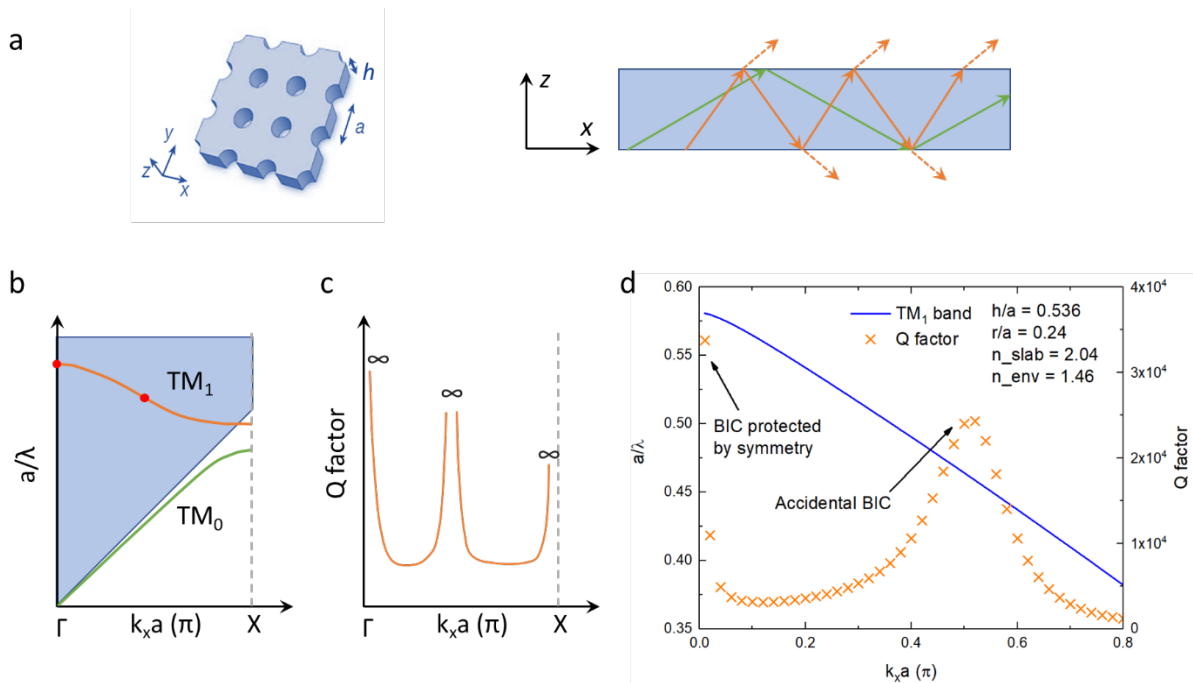 a
h
a
y
z
x
z
x
b
a/λ
TM₁
TM₀
Γ
kₓa (π)
X
c
Q factor
∞
∞
∞
Γ
kₓa (π)
X
d
0.60
0.55
0.50
0.45
0.40
0.35
a/λ
TM₁ band
Q factor
h/a = 0.536
r/a = 0.24
n_slab = 2.04
n_env = 1.46
BIC protected
by symmetry
Accidental BIC
4x10⁴
3x10⁴
2x10⁴
1x10⁴
0
Q factor
0.0
0.2
0.4
0.6
0.8
kₓa (π)